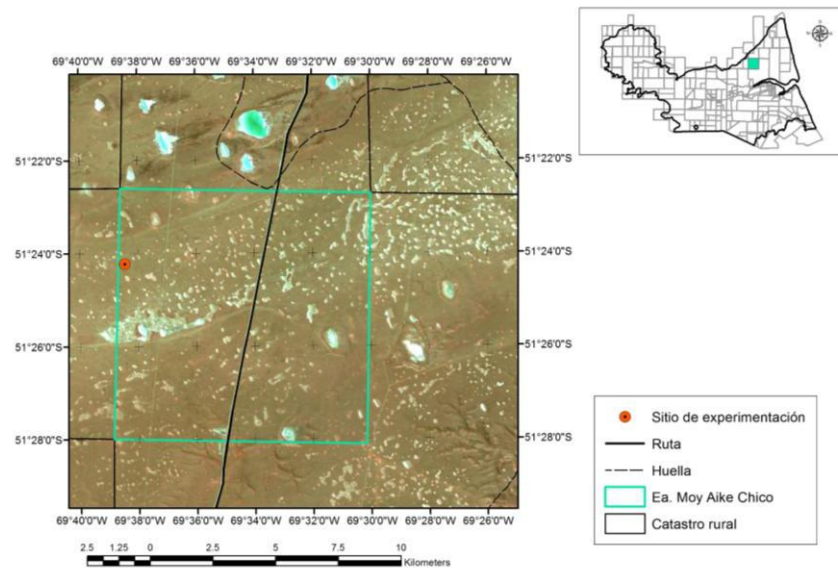 69°40'0"O 69°38'0"O 69°36'0"O 69°34'0"O 69°32'0"O 69°30'0"O 69°28'0"O 69°26'0"O
51°22'0"S 51°22'0"S
51°24'0"S 51°24'0"S
51°26'0"S 51°26'0"S
51°28'0"S 51°28'0"S
69°40'0"O 69°38'0"O 69°36'0"O 69°34'0"O 69°32'0"O 69°30'0"O 69°28'0"O 69°26'0"O
2.5 1.25 0 2.5 5 7.5 10
Kilometers
Sitio de experimentación
Ruta
Huella
Ea. Moy Aike Chico
Catastro rural